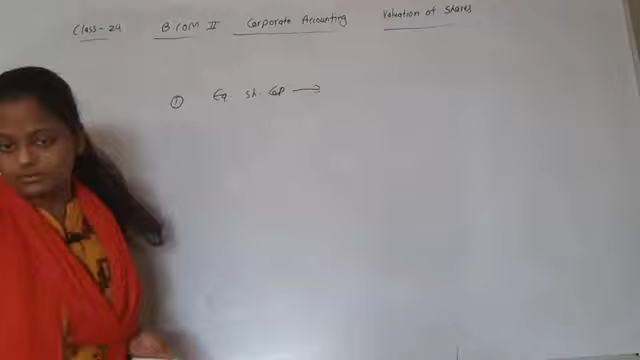 Class-24 B.COM II Corporate Accounting Valuation of Shares
① Eq. Sh. Cap →